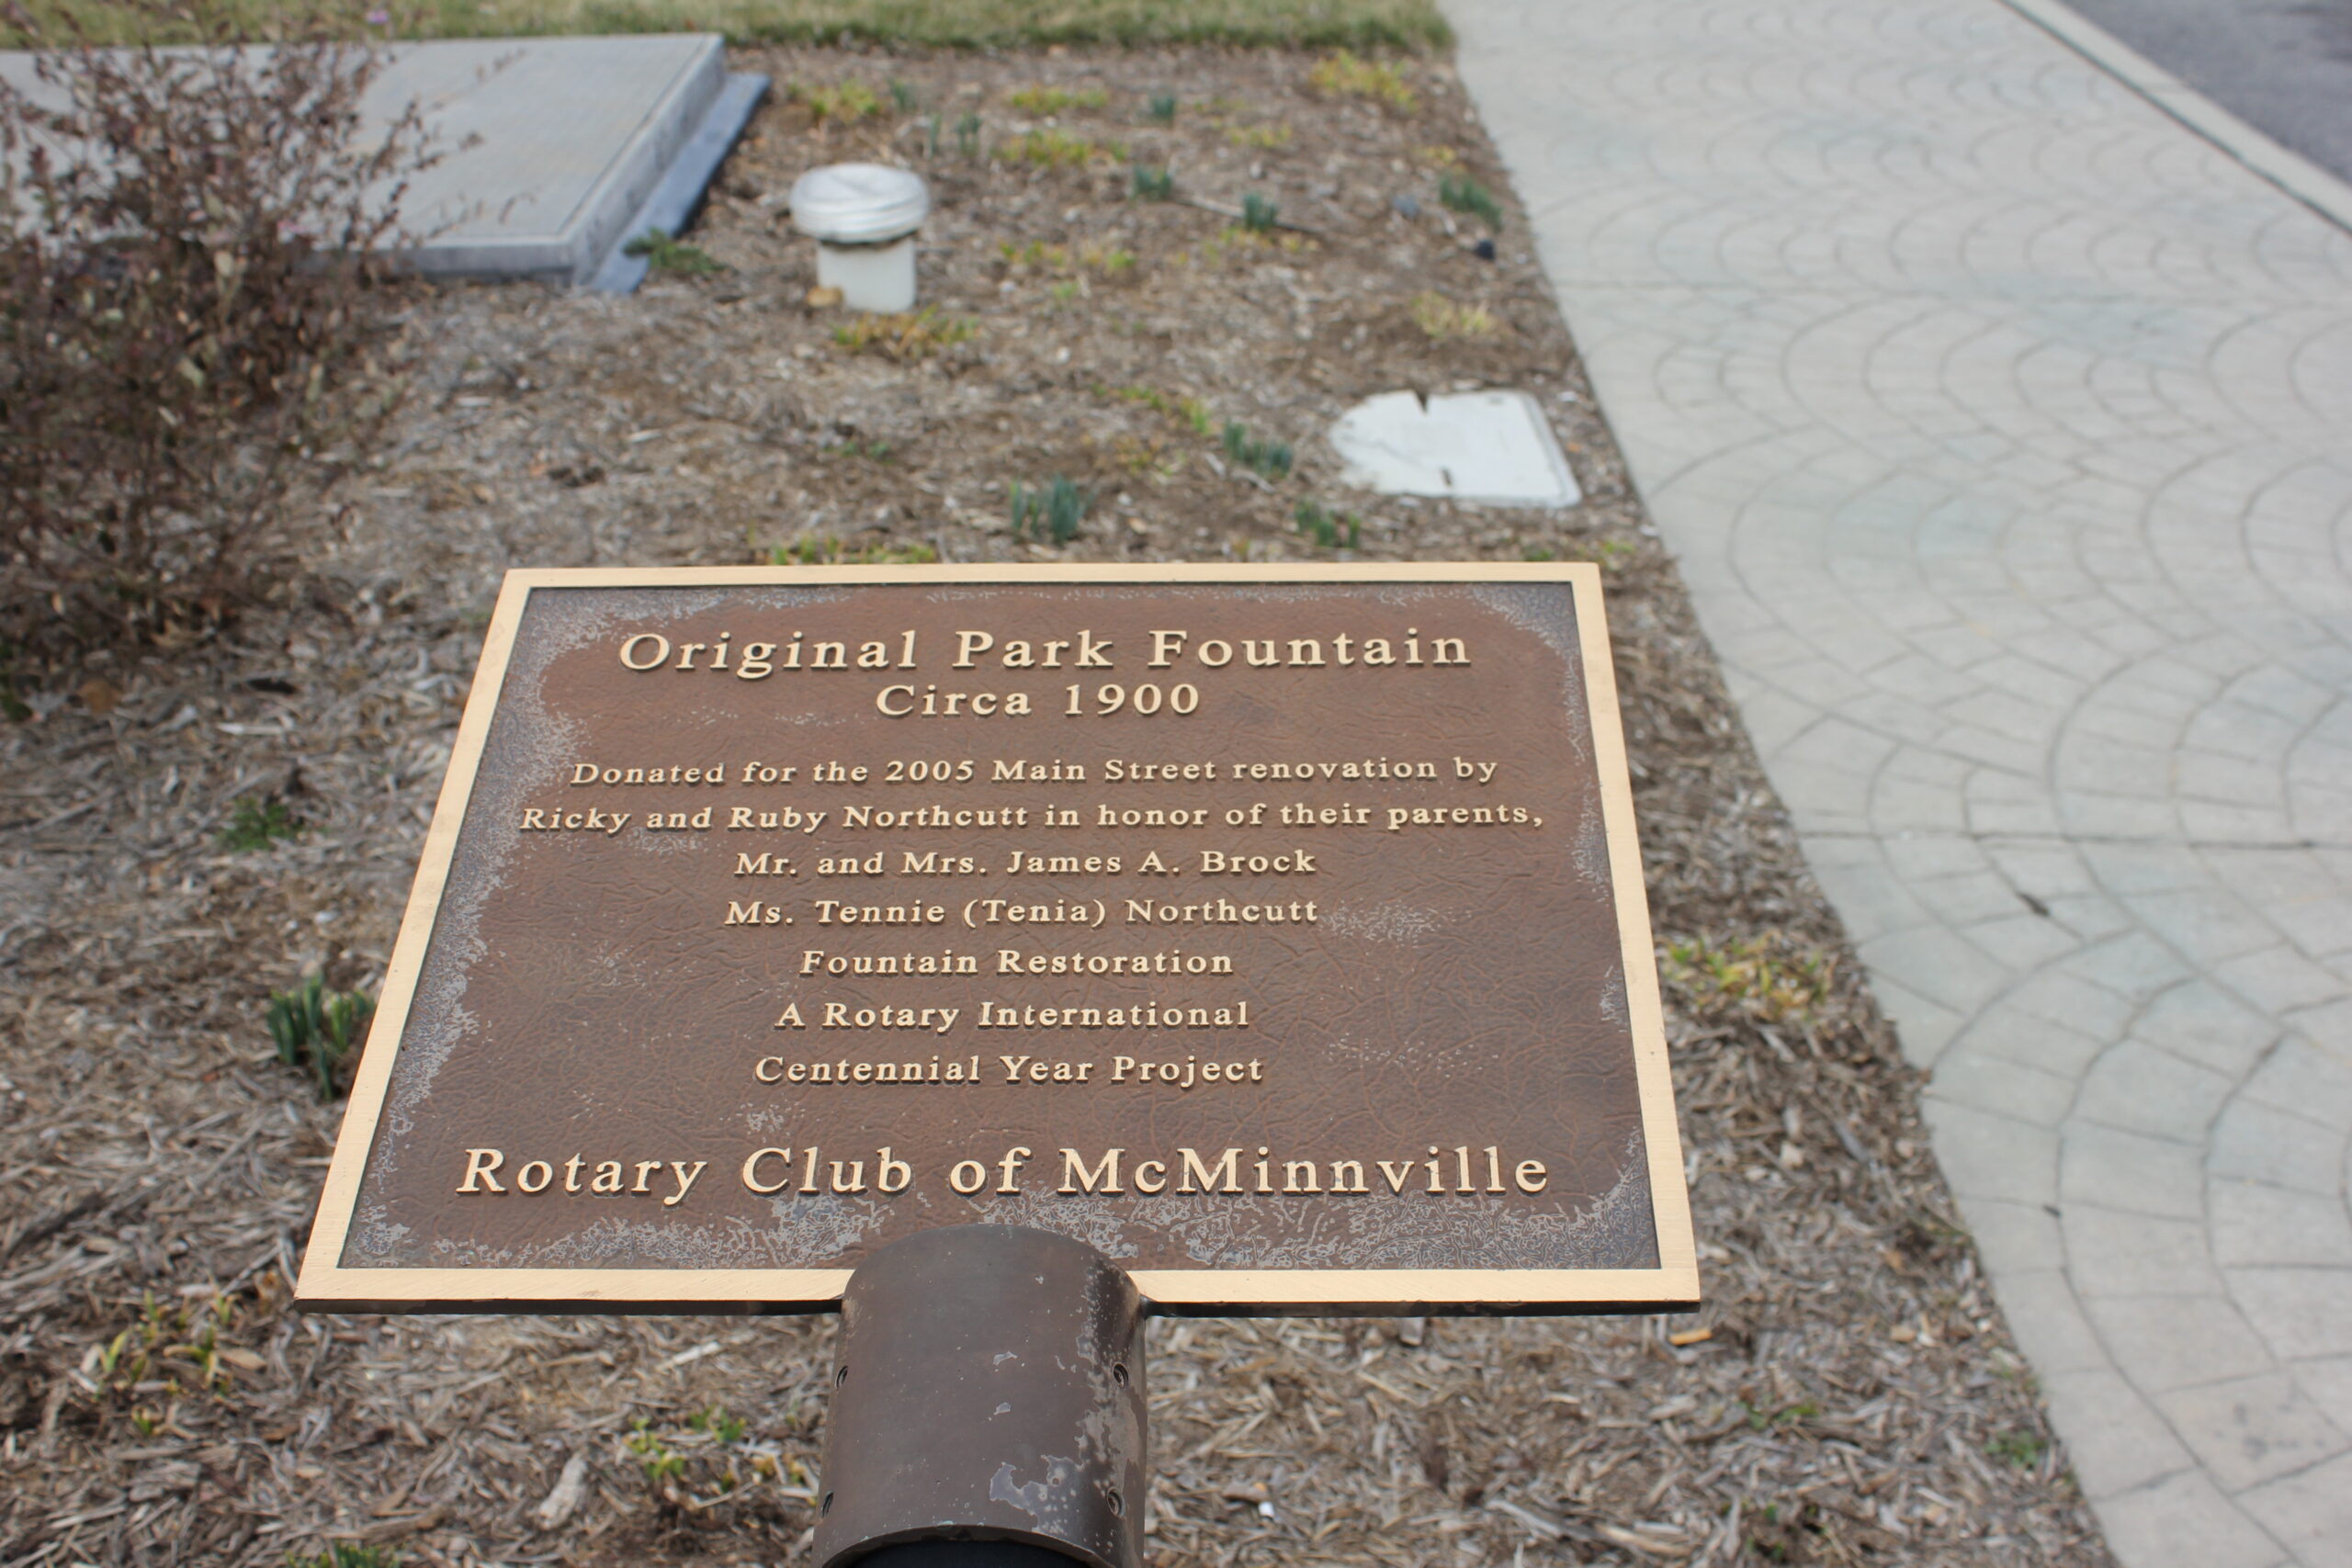 Original Park Fountain
Circa 1900
Donated for the 2005 Main Street renovation by
Ricky and Ruby Northcutt in honor of their parents,
Mr. and Mrs. James A. Brock
Ms. Tennie (Tenia) Northcutt
Fountain Restoration
A Rotary International
Centennial Year Project
Rotary Club of McMinnville